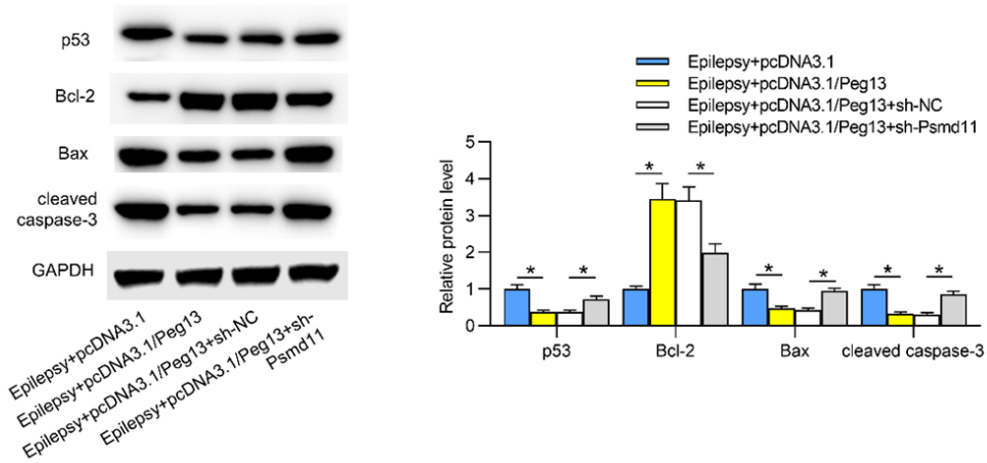 p53
Bcl-2
Bax
cleaved
caspase-3
GAPDH
Epilepsy+pcDNA3.1
Epilepsy+pcDNA3.1/Peg13
Epilepsy+pcDNA3.1/Peg13+sh-NC
Epilepsy+pcDNA3.1/Peg13+sh-
Psmd11
Epilepsy+pcDNA3.1
Epilepsy+pcDNA3.1/Peg13
Epilepsy+pcDNA3.1/Peg13+sh-NC
Epilepsy+pcDNA3.1/Peg13+sh-Psmd11
Relative protein level
5
4
3
2
1
0
* * * * * * * *
p53 Bcl-2 Bax cleaved caspase-3